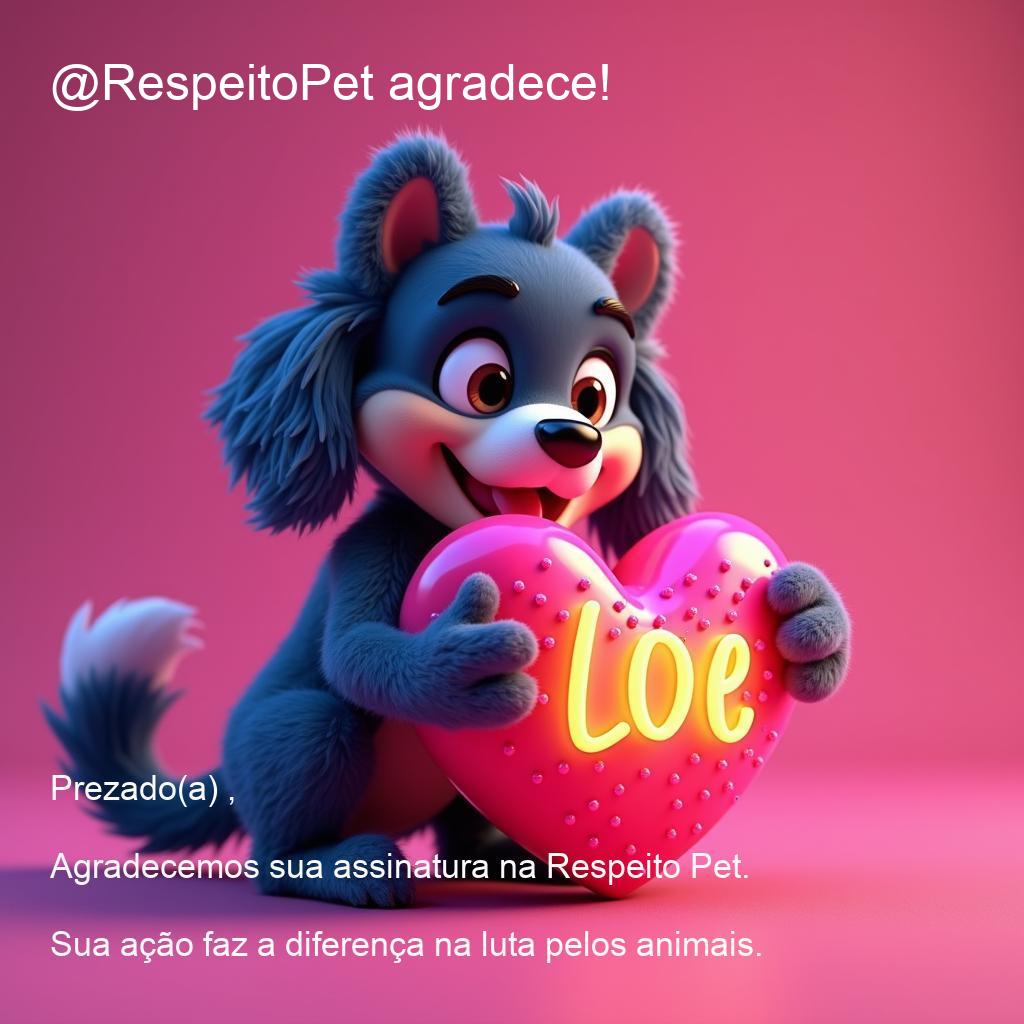 @RespeitoPet agradece!
Loe
Prezado(a) ,
Agradecemos sua assinatura na Respeito Pet.
Sua ação faz a diferença na luta pelos animais.